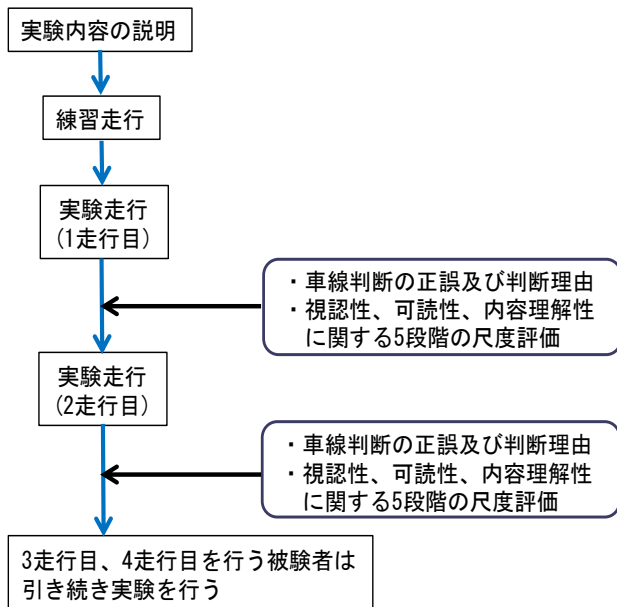 実験内容の説明
練習走行
実験走行
(1走行目)
・車線判断の正誤及び判断理由
・視認性、可読性、内容理解性
に関する5段階の尺度評価
実験走行
(2走行目)
・車線判断の正誤及び判断理由
・視認性、可読性、内容理解性
に関する5段階の尺度評価
3走行目、4走行目を行う被験者は
引き続き実験を行う